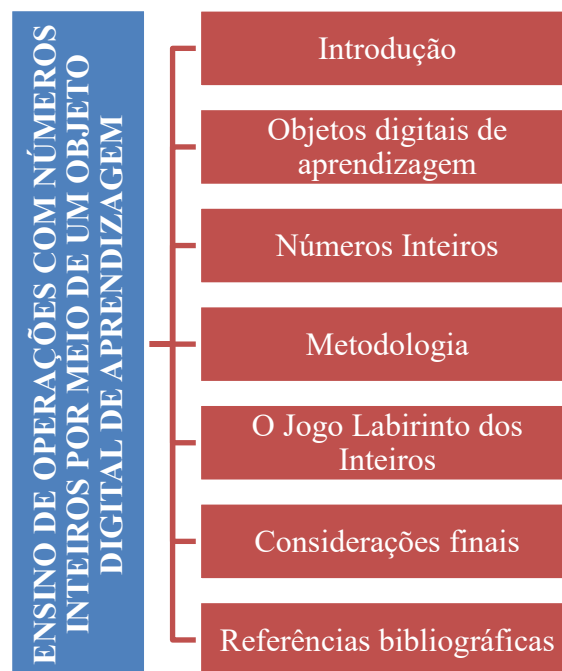 ENSINO DE OPERAÇÕES COM NÚMEROS
INTEIROS POR MEIO DE UM OBJETO
DIGITAL DE APRENDIZAGEM
Introdução
Objetos digitais de
aprendizagem
Números Inteiros
Metodologia
O Jogo Labirinto dos
Inteiros
Considerações finais
Referências bibliográficas